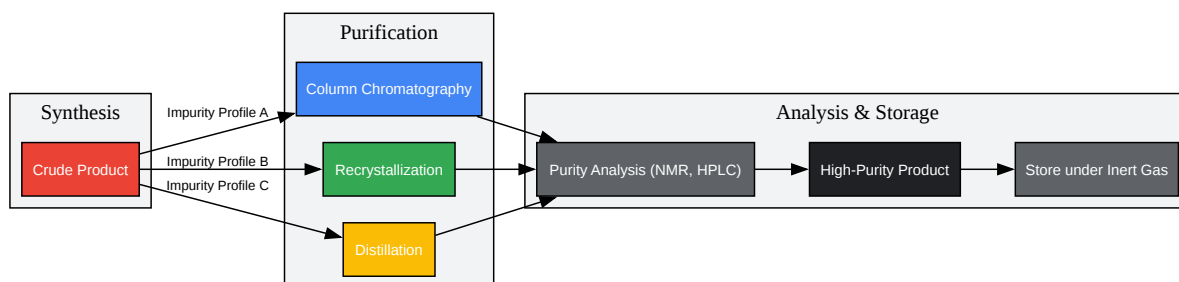 Synthesis
Crude Product
Impurity Profile A
Impurity Profile B
Impurity Profile C
Purification
Column Chromatography
Recrystallization
Distillation
Analysis & Storage
Purity Analysis (NMR, HPLC)
High-Purity Product
Store under Inert Gas